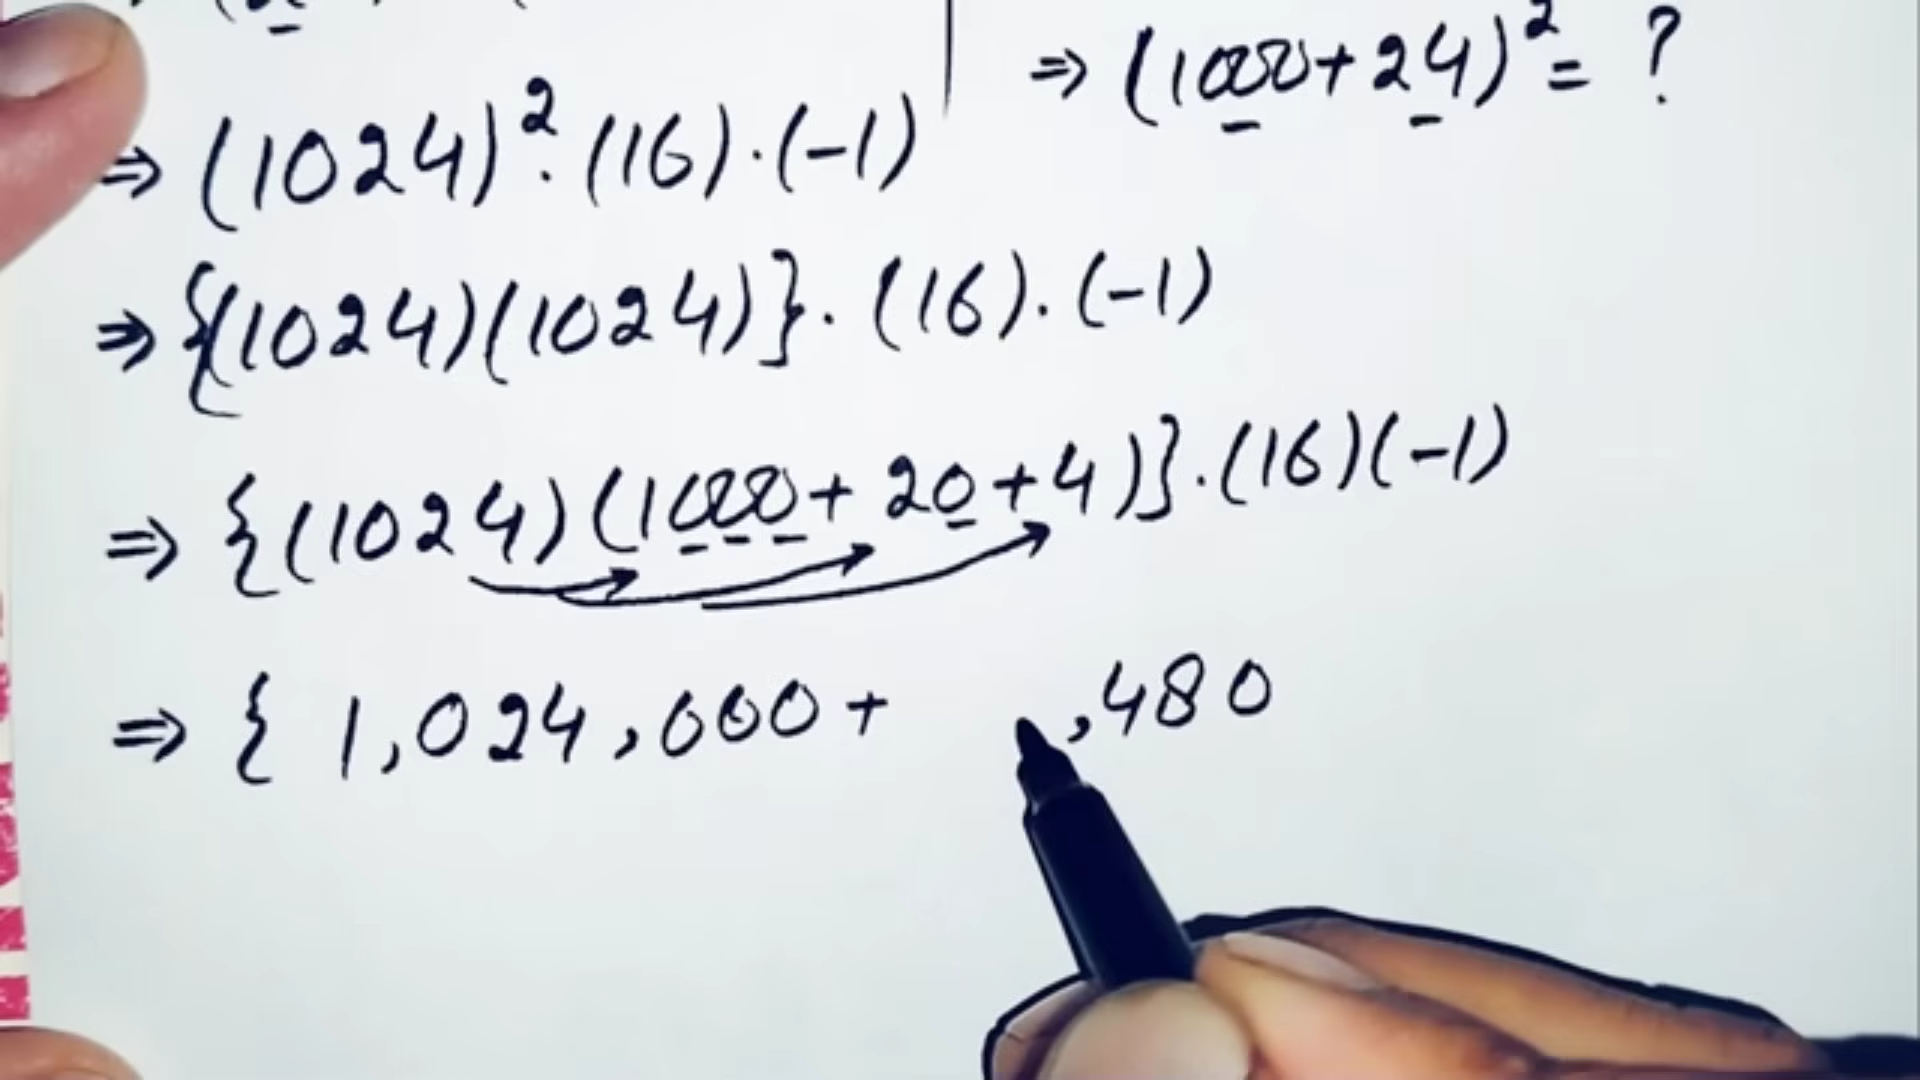 ⇒ (1000+24)² = ?
⇒ (1024)².(16).(-1)
⇒ {(1024)(1024)}.(16).(-1)
⇒ {(1024)(1000+20+4)}.(16)(-1)
⇒ { 1,024,000+ ,480